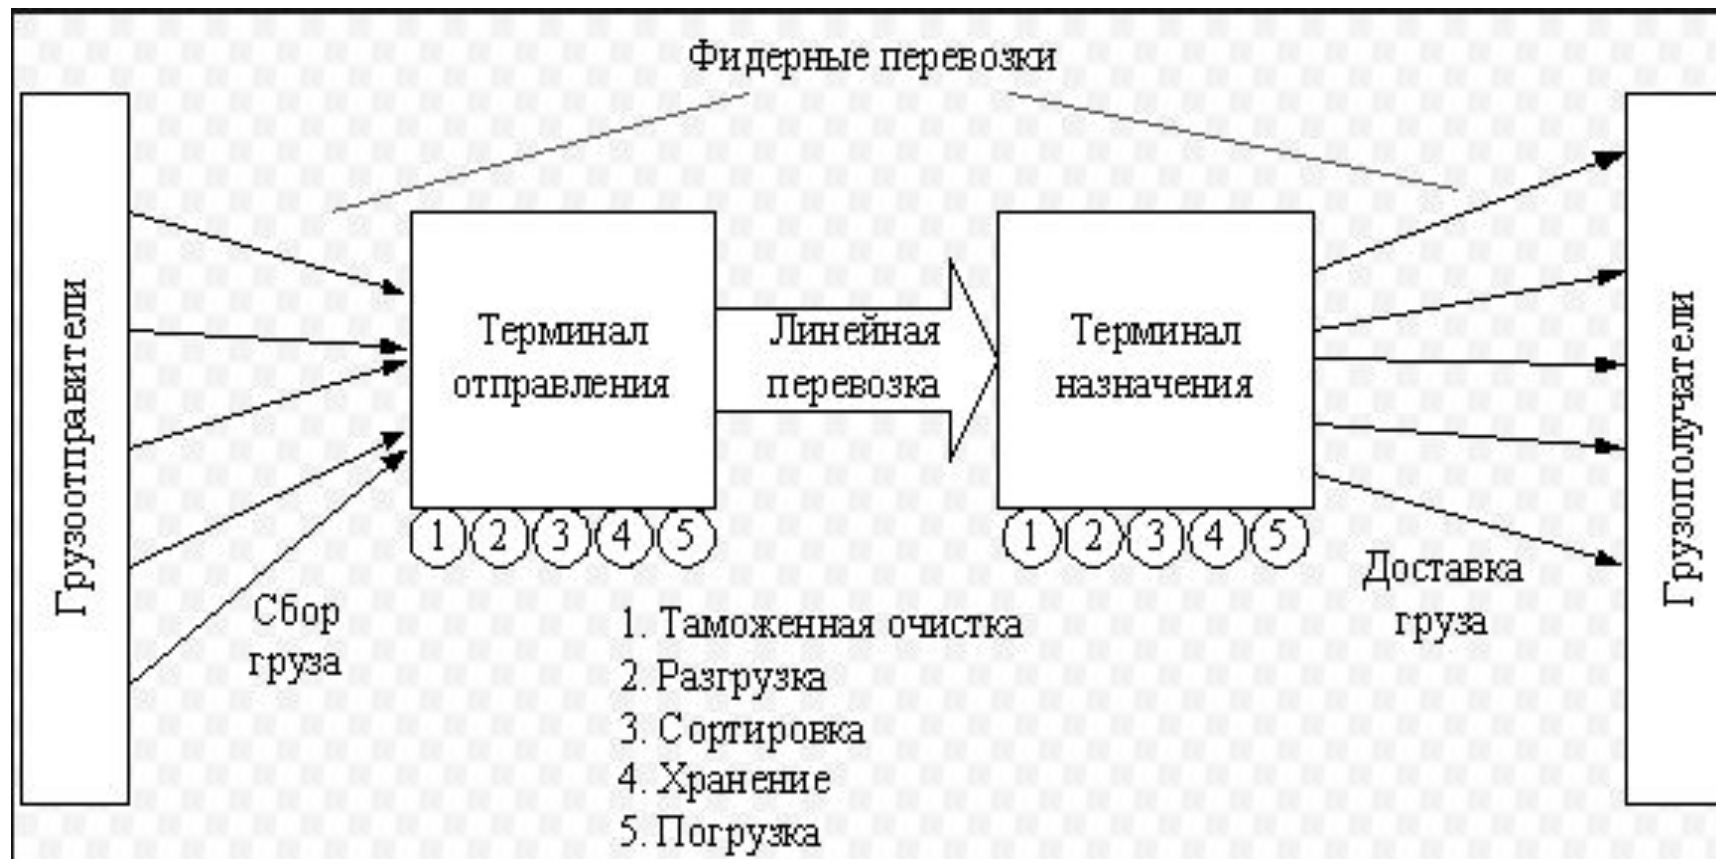 Фидерные перевозки
Грузоотправители
Терминал
отправления
Линейная
перевозка
Терминал
назначения
Грузополучатели
1 2 3 4 5
1 2 3 4 5
Сбор
груза
Доставка
груза
1. Таможенная очистка
2. Разгрузка
3. Сортировка
4. Хранение
5. Погрузка